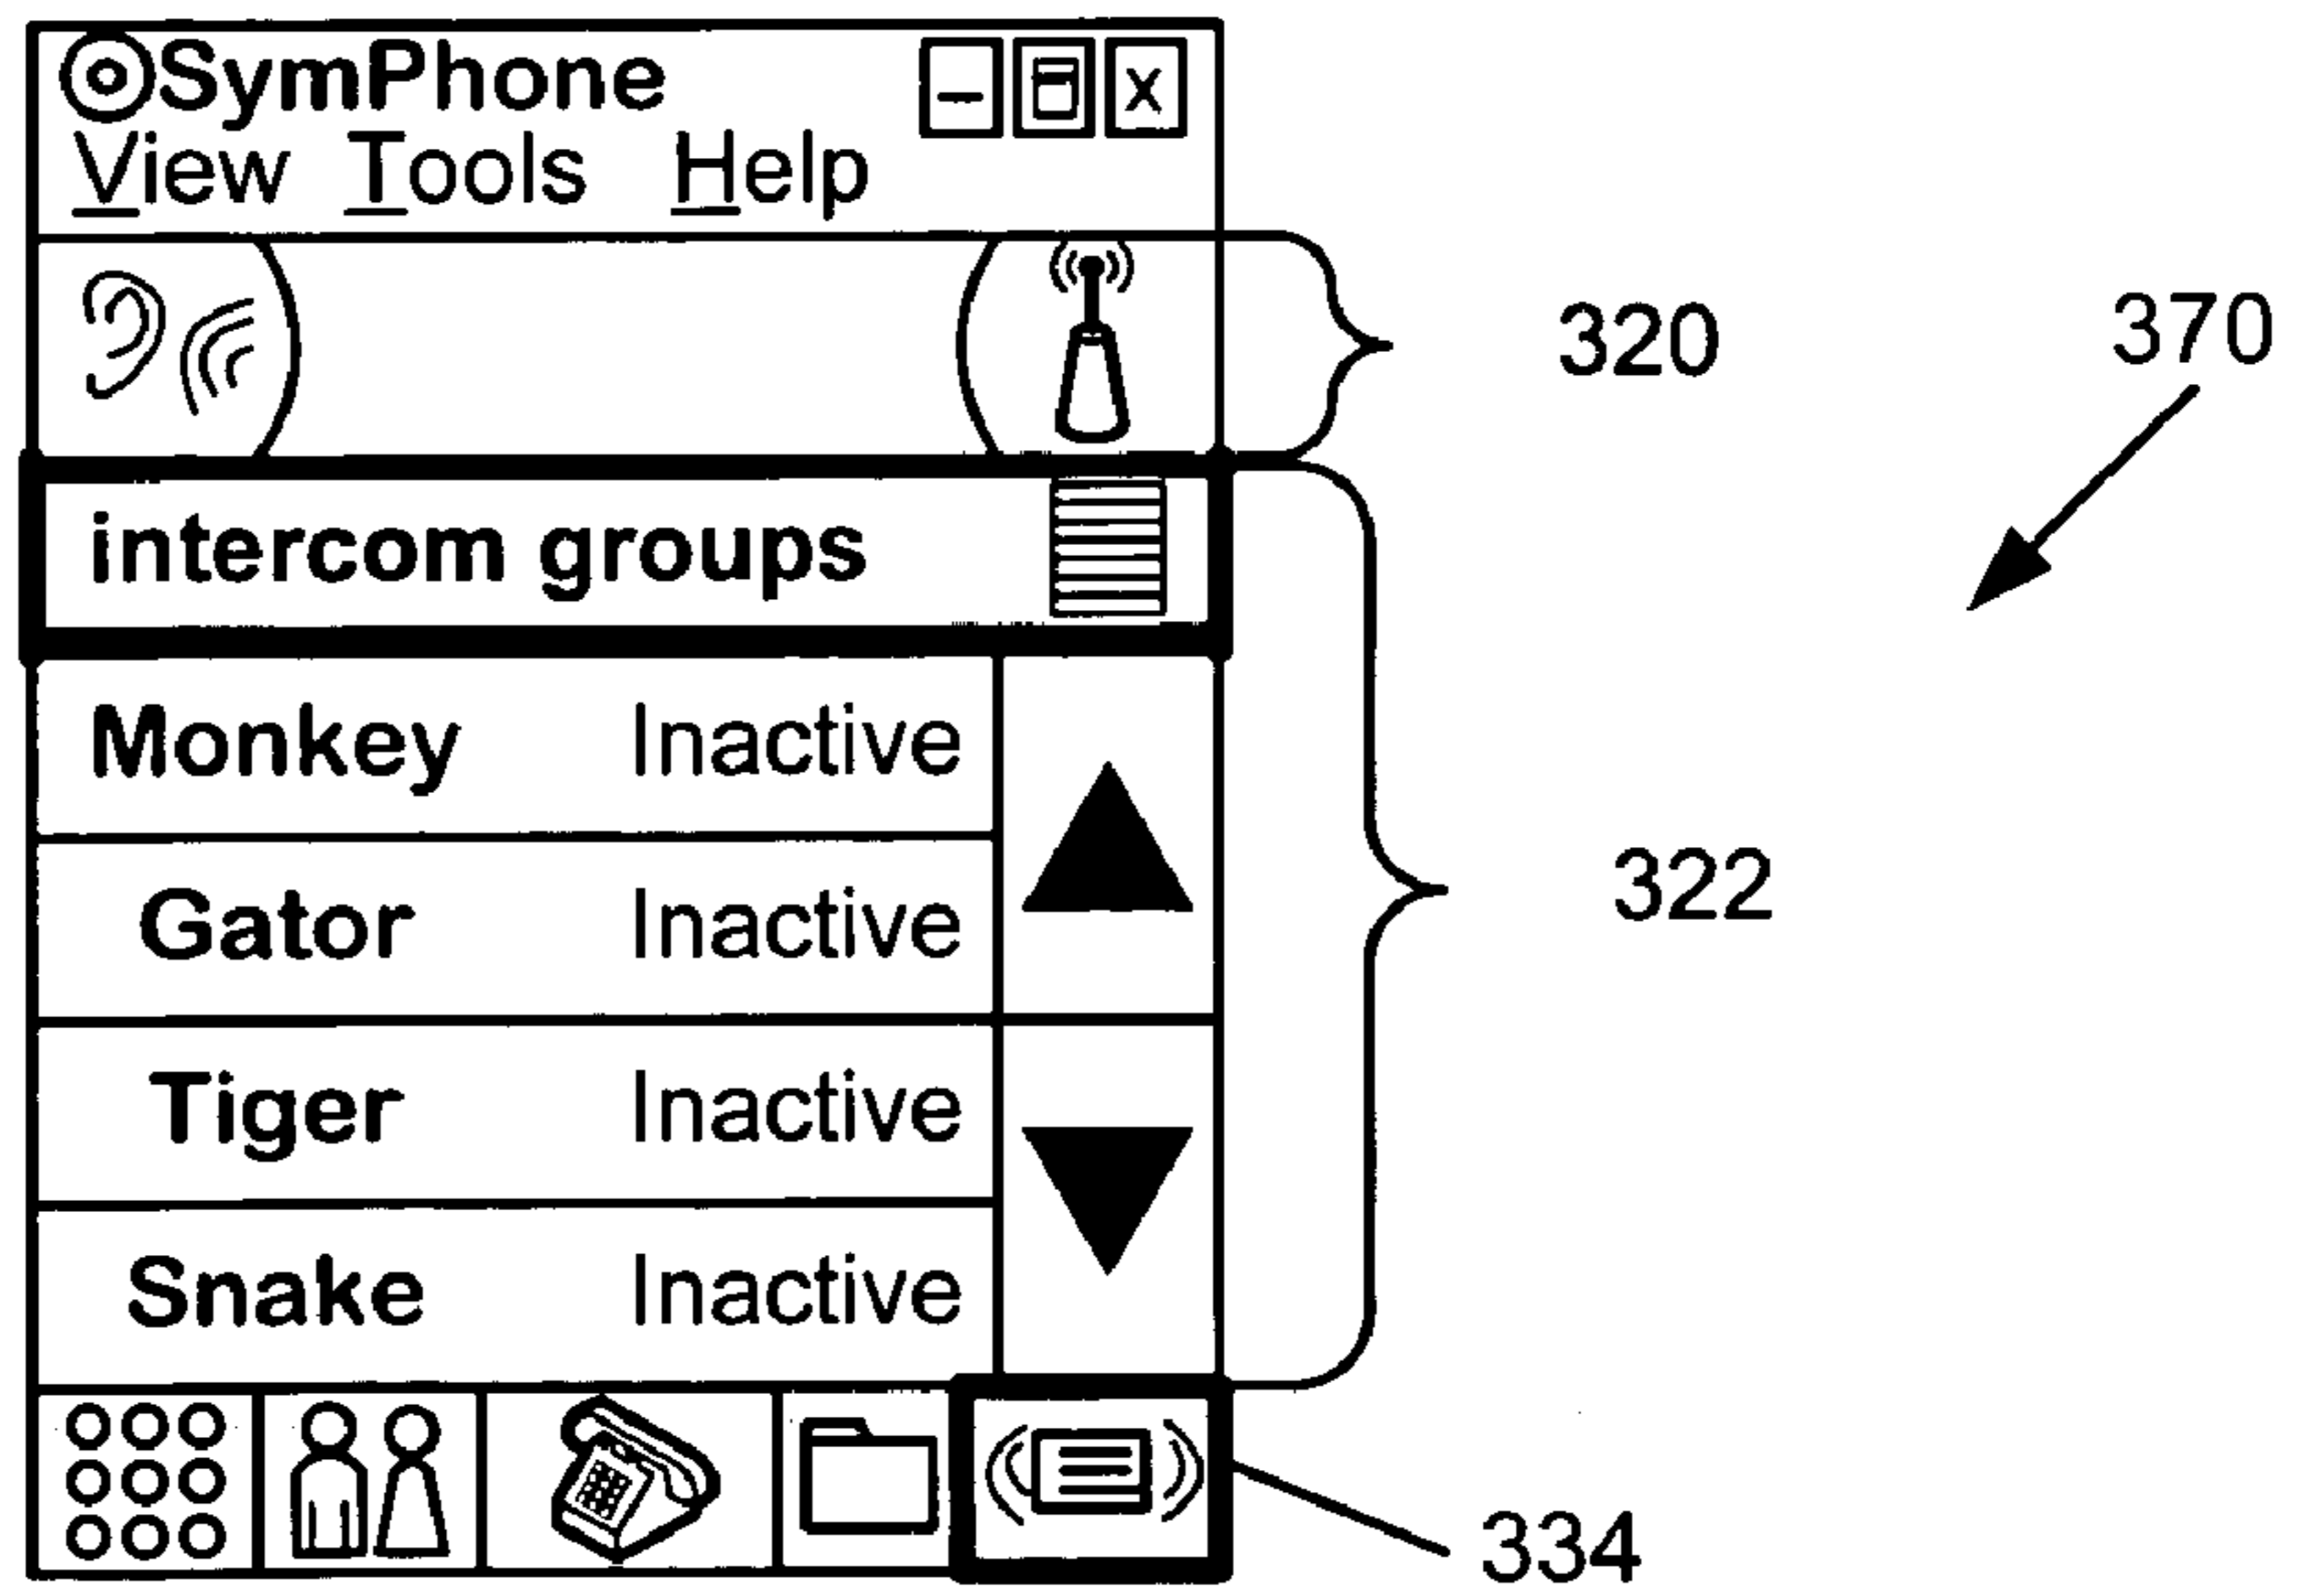 SymPhone
View Tools Help
320
370
intercom groups
Monkey Inactive
322
Gator Inactive
Tiger Inactive
Snake Inactive
334